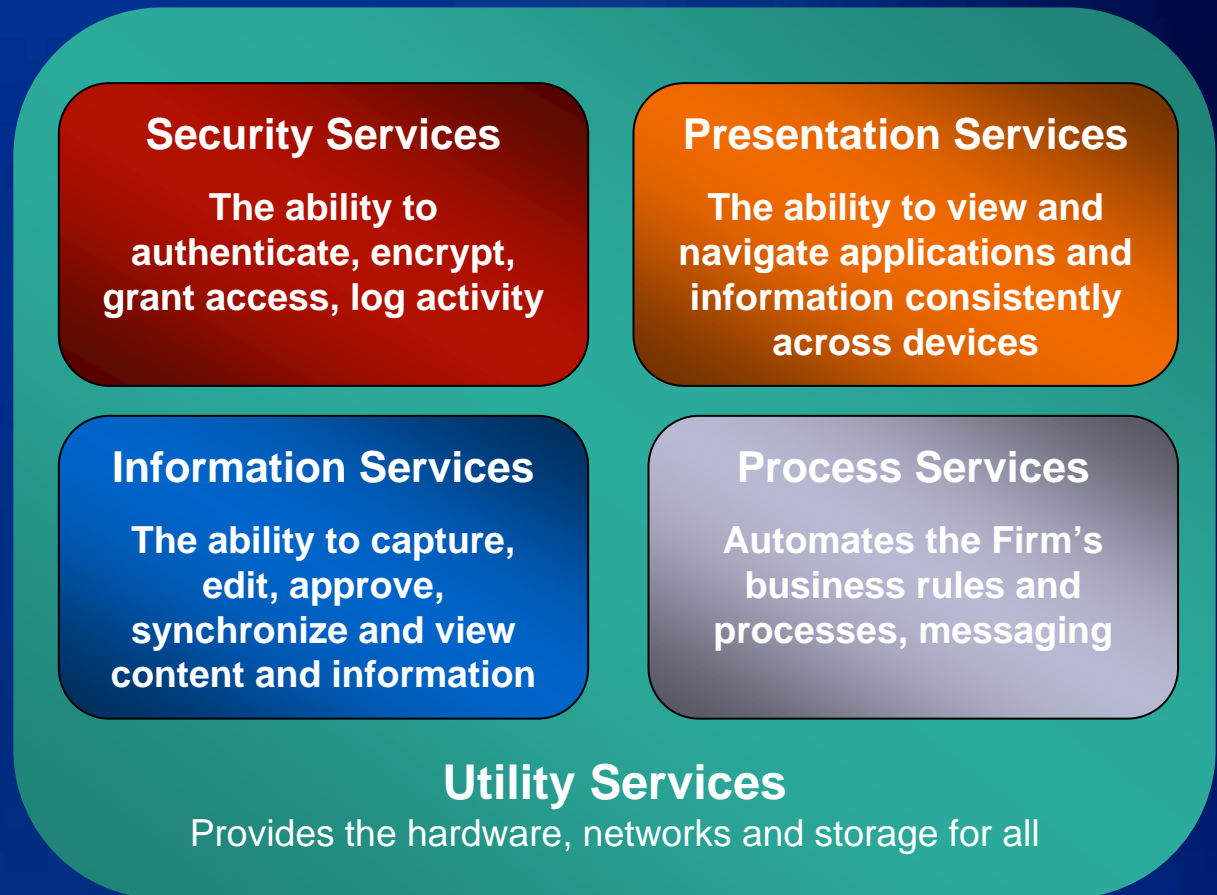 Security Services
The ability to
authenticate, encrypt,
grant access, log activity
Presentation Services
The ability to view and
navigate applications and
information consistently
across devices
Information Services
The ability to capture,
edit, approve,
synchronize and view
content and information
Process Services
Automates the Firm’s
business rules and
processes, messaging
Utility Services
Provides the hardware, networks and storage for all